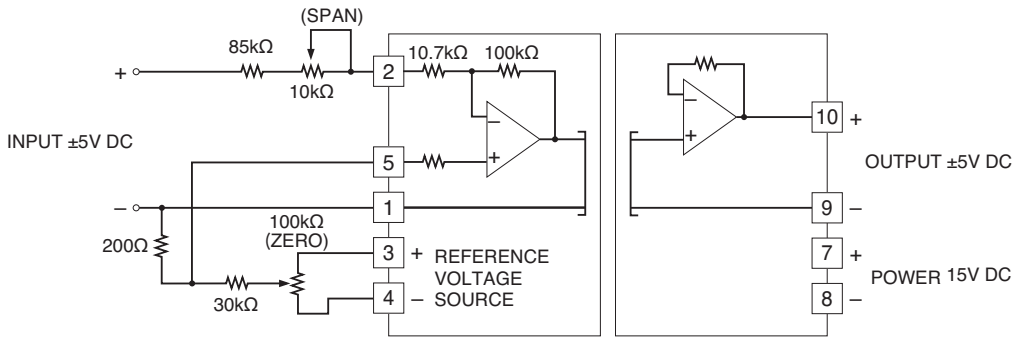 (SPAN)
85kΩ
10kΩ
2
10.7kΩ
100kΩ
+
−
+
−
+
INPUT ±5V DC
5
−
1
200Ω
100kΩ
(ZERO)
30kΩ
3
+
4
−
REFERENCE
VOLTAGE
SOURCE
10
+
OUTPUT ±5V DC
9
−
7
+
POWER 15V DC
8
−